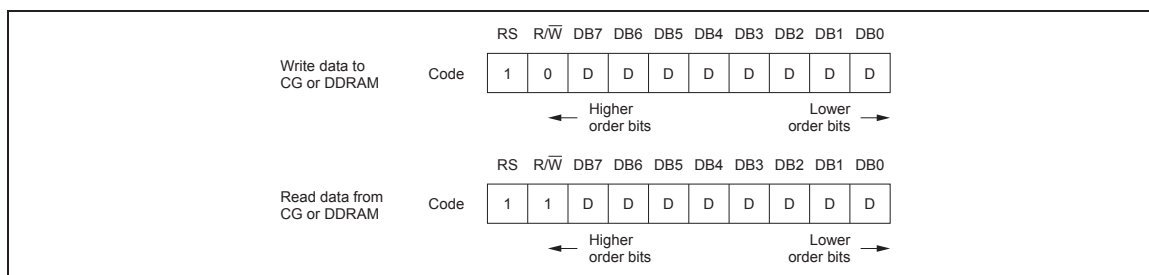 RS R/W̅ DB7 DB6 DB5 DB4 DB3 DB2 DB1 DB0
Write data to
CG or DDRAM
Code 1 0 D D D D D D D D
Higher
order bits
Lower
order bits
RS R/W̅ DB7 DB6 DB5 DB4 DB3 DB2 DB1 DB0
Read data from
CG or DDRAM
Code 1 1 D D D D D D D D
Higher
order bits
Lower
order bits